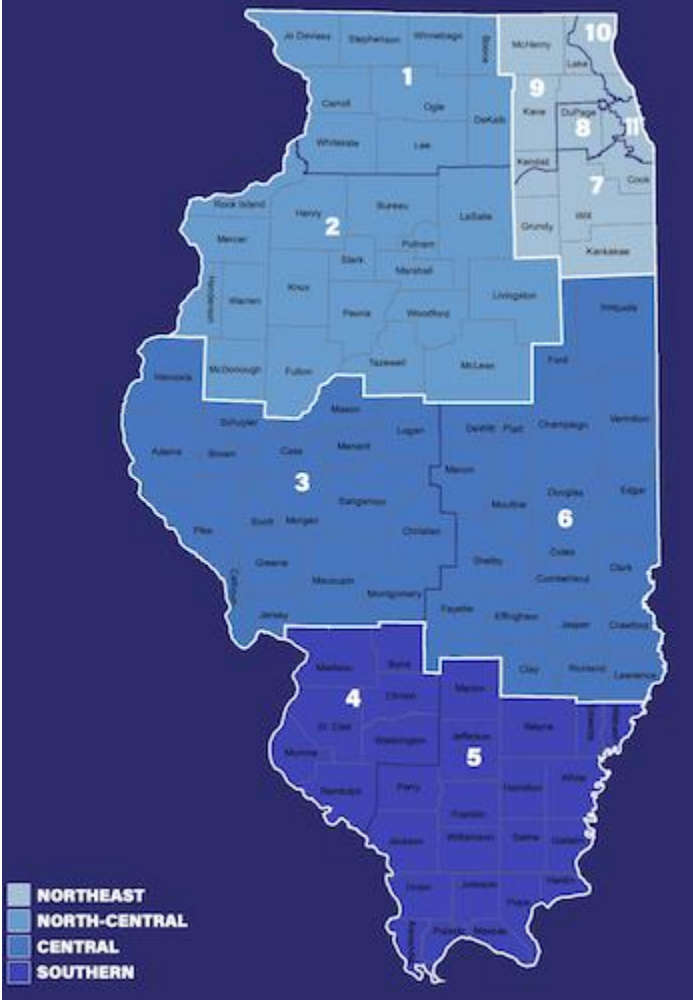 10
Jo Daviess Stephenson Winnebago Boone McHenry
Lake
1
9
Carroll Ogle DeKalb Kane DuPage
8 11
Whiteside Lee
Kendall
7 Cook
Rock Island Henry Bureau LaSalle
2
Will
Grundy
Mercer Putnam
Kankakee
Stark
Marshall
Henderson Warren Knox Livingston
Peoria Woodford
Iroquois
Ford
McDonough Fulton Tazewell McLean
Hancock
Mason
Schuyler Logan DeWitt Piatt Champaign Vermilion
Adams Brown Cass Menard
Macon
3
Sangamon Moultrie Douglas Edgar
6
Pike Scott Morgan Christian
Coles
Greene Shelby Clark
Calhoun Macoupin Cumberland
Montgomery
Fayette
Jersey Effingham Jasper Crawford
Madison Bond Clay Richland Lawrence
Marion
4 Clinton
St. Clair Wayne Edwards
Washington Jefferson
Monroe 5
White
Randolph Perry Hamilton
Franklin
Jackson Williamson Saline Gallatin
Union Johnson Hardin
Pope
Alexander Pulaski Massac
NORTHEAST
NORTH-CENTRAL
CENTRAL
SOUTHERN